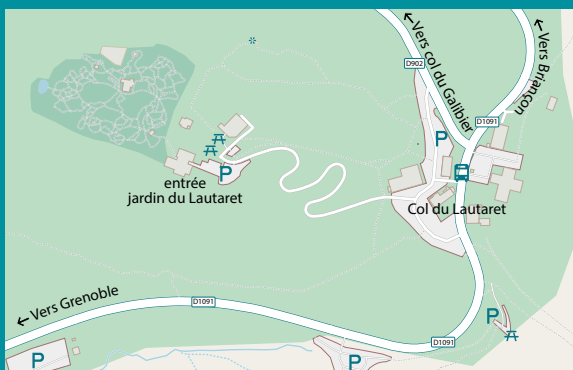 Vers col du Galibier
Vers Briançon
D902
D1091
P
P
entrée
jardin du Lautaret
Col du Lautaret
Vers Grenoble
D1091
P
D1091
P
P